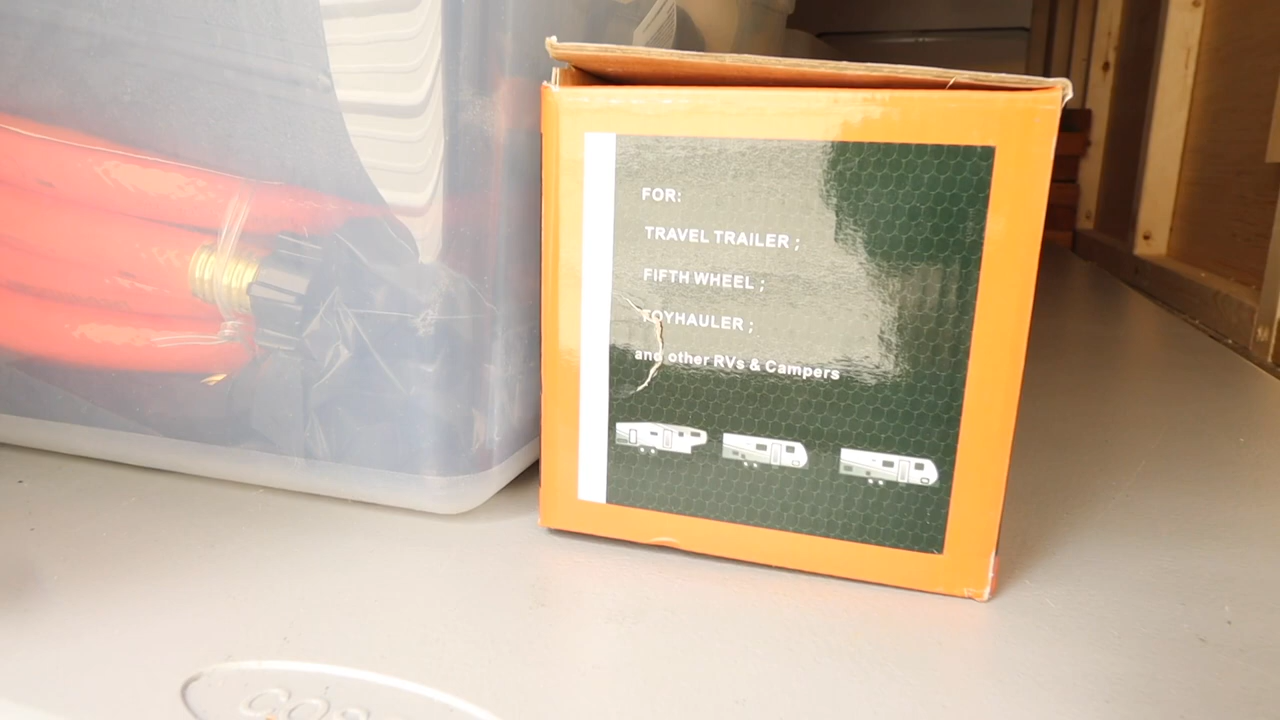 FOR:
TRAVEL TRAILER ;
FIFTH WHEEL ;
TOYHAULER ;
and other RVs & Campers